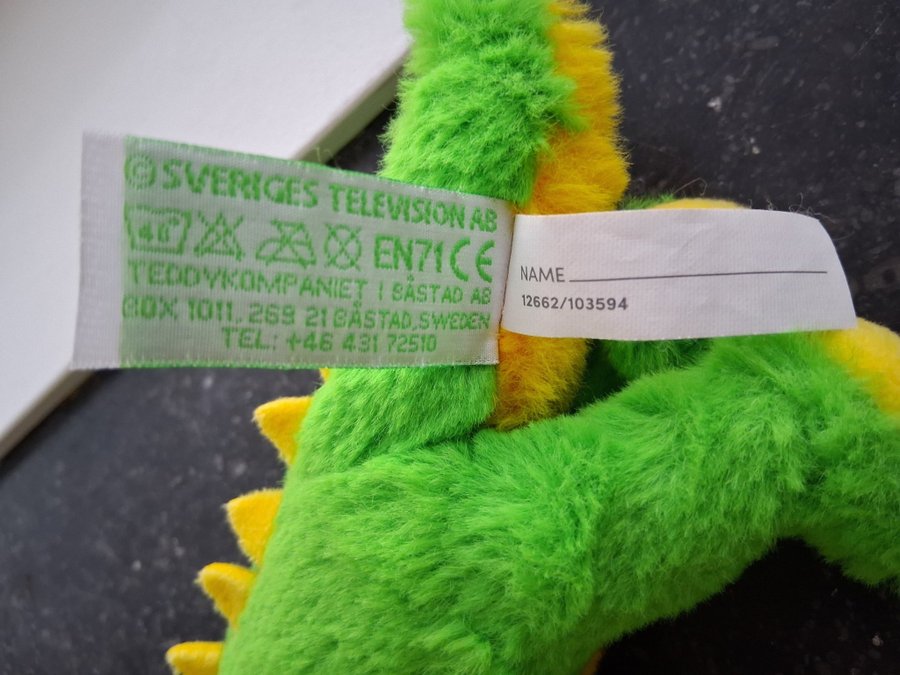 © SVERIGES TELEVISION AB
40 EN71 CE
TEDDYKOMPANIET I BÅSTAD AB
BOX 1011. 269 21 BÅSTAD, SWEDEN
TEL: +46 431 72510
NAME
12662/103594